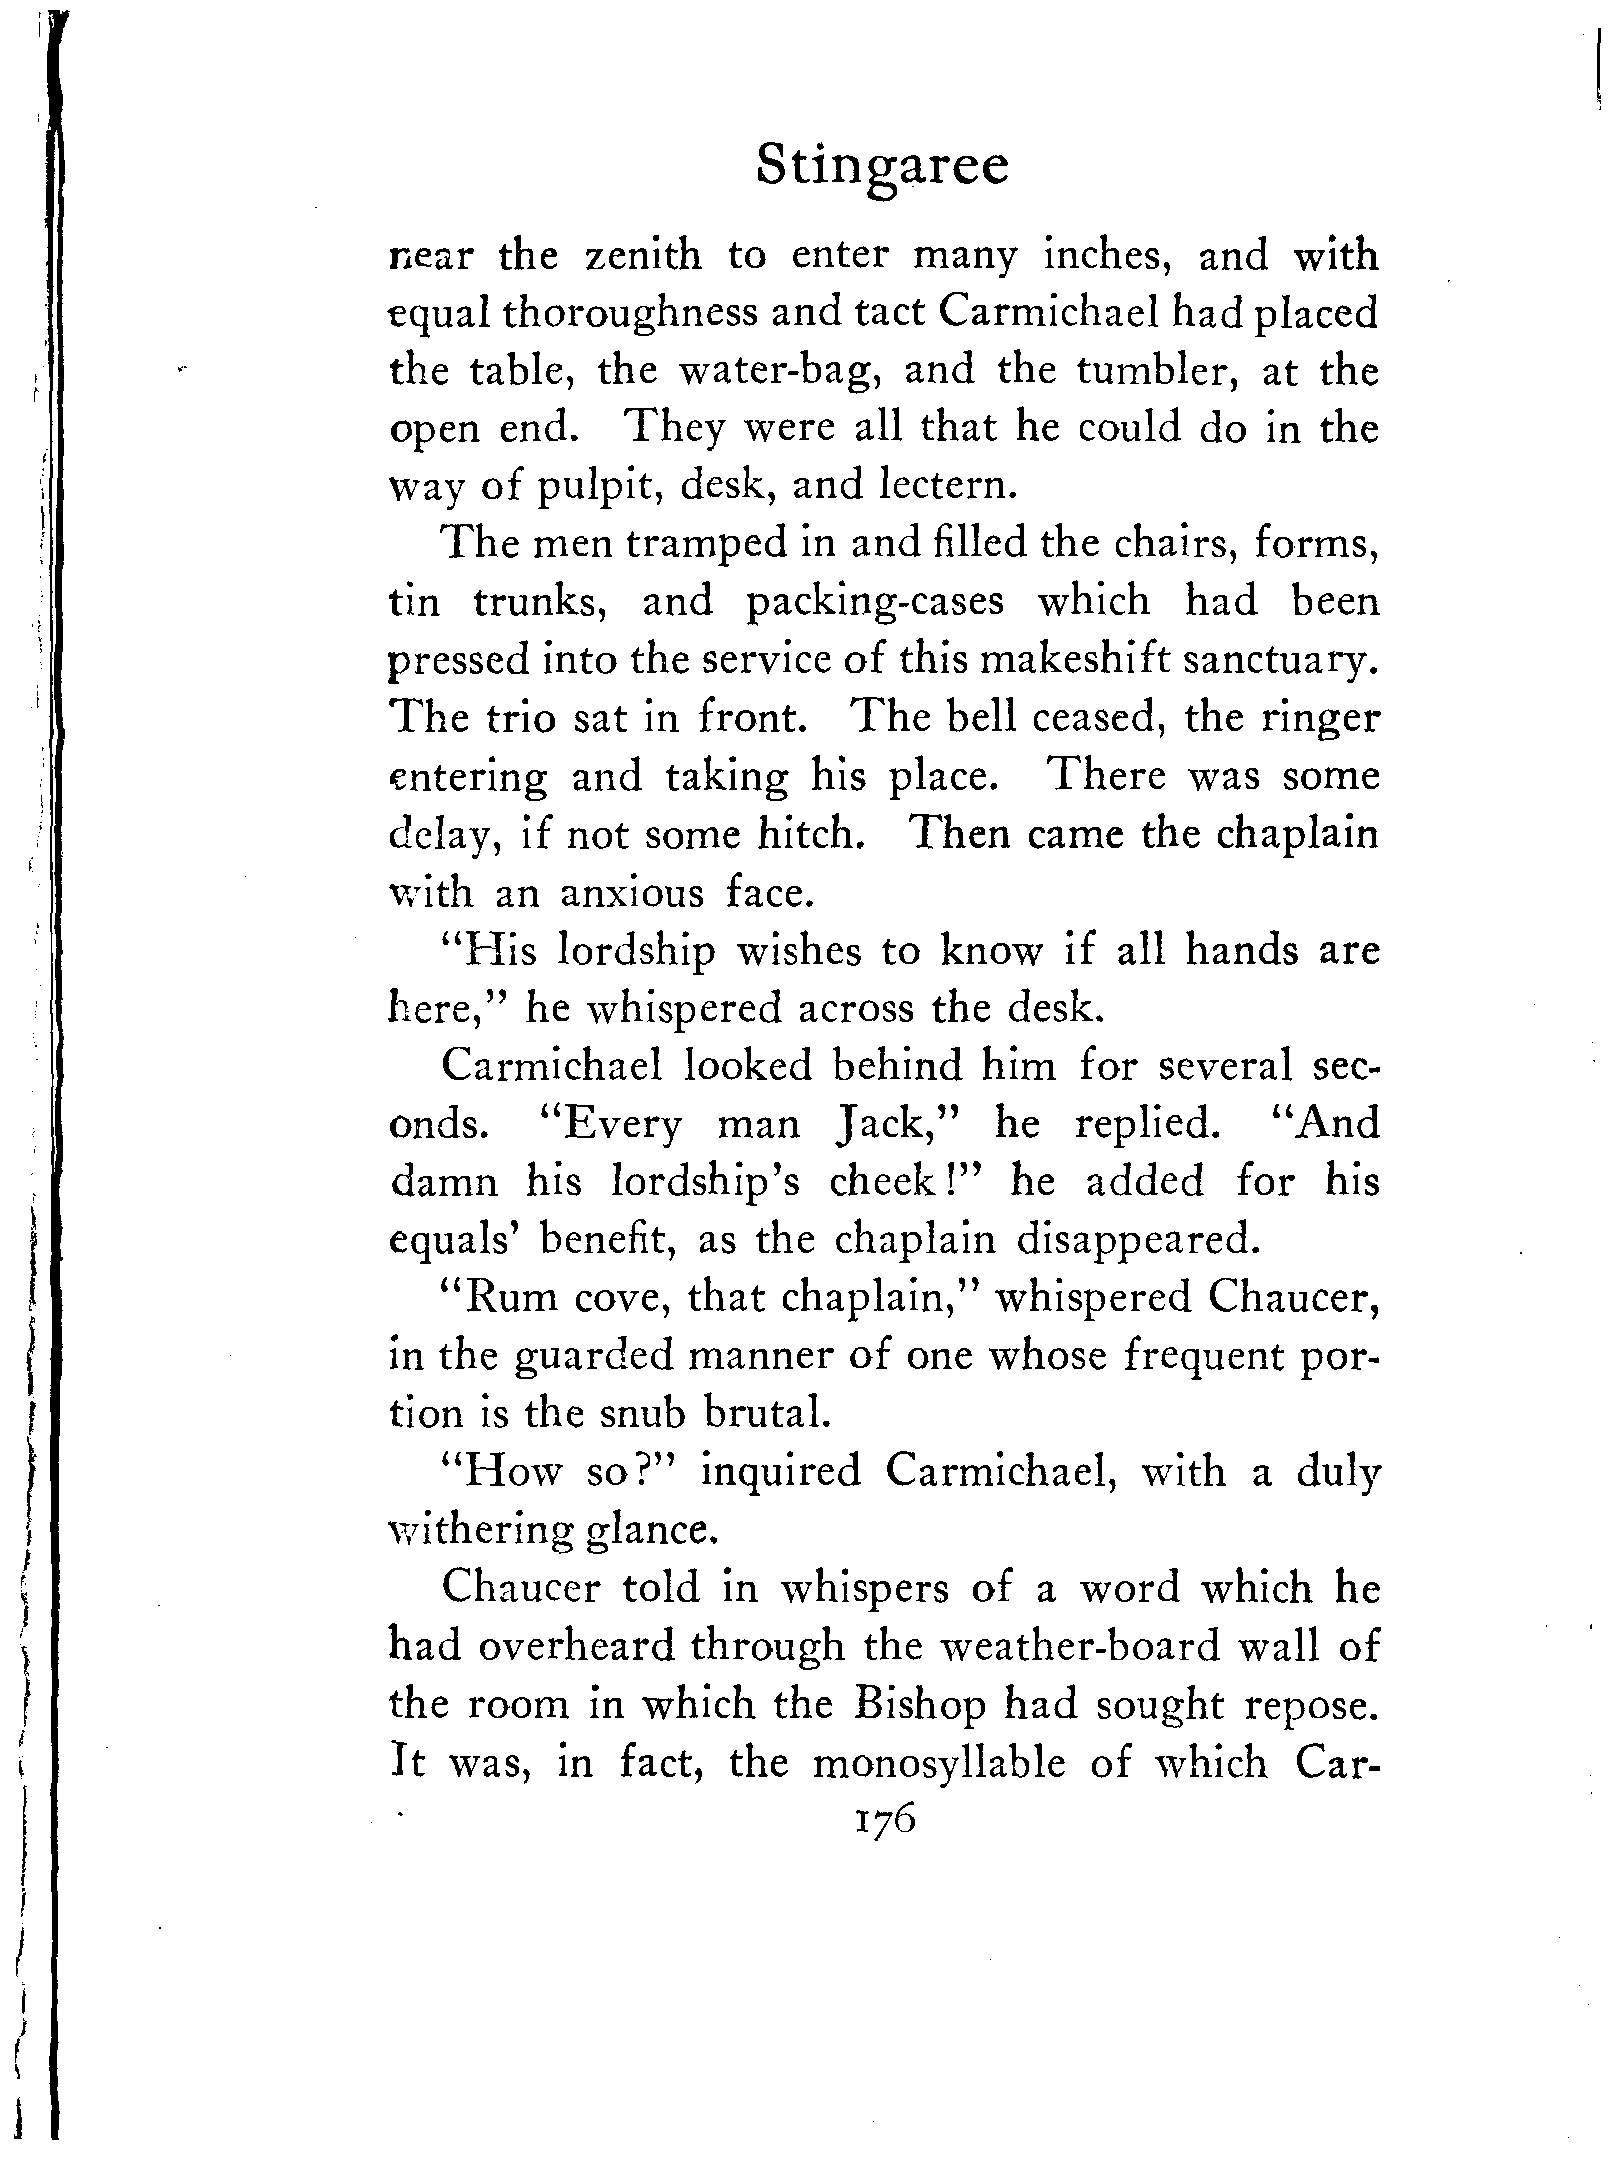 Stingaree
near the zenith to enter many inches, and with
equal thoroughness and tact Carmichael had placed
the table, the water-bag, and the tumbler, at the
open end. They were all that he could do in the
way of pulpit, desk, and lectern.
The men tramped in and filled the chairs, forms,
tin trunks, and packing-cases which had been
pressed into the service of this makeshift sanctuary.
The trio sat in front. The bell ceased, the ringer
entering and taking his place. There was some
delay, if not some hitch. Then came the chaplain
with an anxious face.
"His lordship wishes to know if all hands are
here," he whispered across the desk.
Carmichael looked behind him for several sec-
onds. "Every man Jack," he replied. "And
damn his lordship's cheek!" he added for his
equals' benefit, as the chaplain disappeared.
"Rum cove, that chaplain," whispered Chaucer,
in the guarded manner of one whose frequent por-
tion is the snub brutal.
"How so?" inquired Carmichael, with a duly
withering glance.
Chaucer told in whispers of a word which he
had overheard through the weather-board wall of
the room in which the Bishop had sought repose.
It was, in fact, the monosyllable of which Car-
176